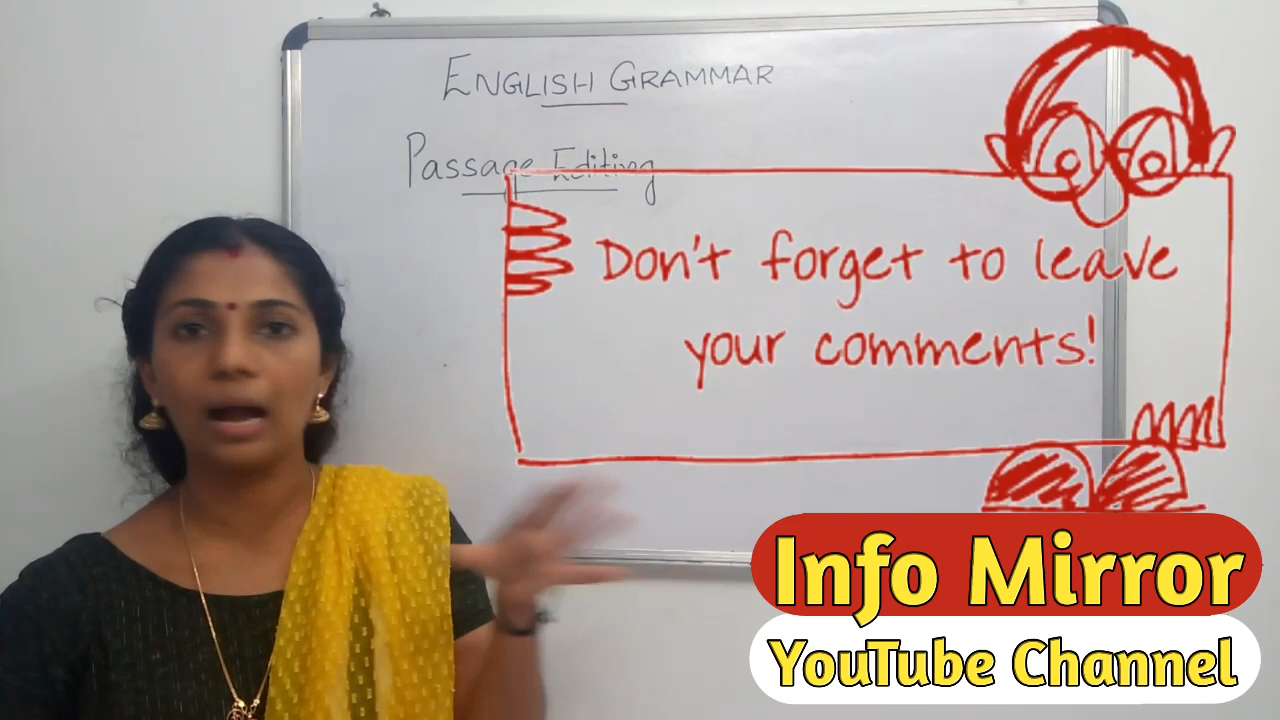 ENGLISH GRAMMAR
Passage Editing
Don't forget to leave
your comments!
Info Mirror
YouTube Channel